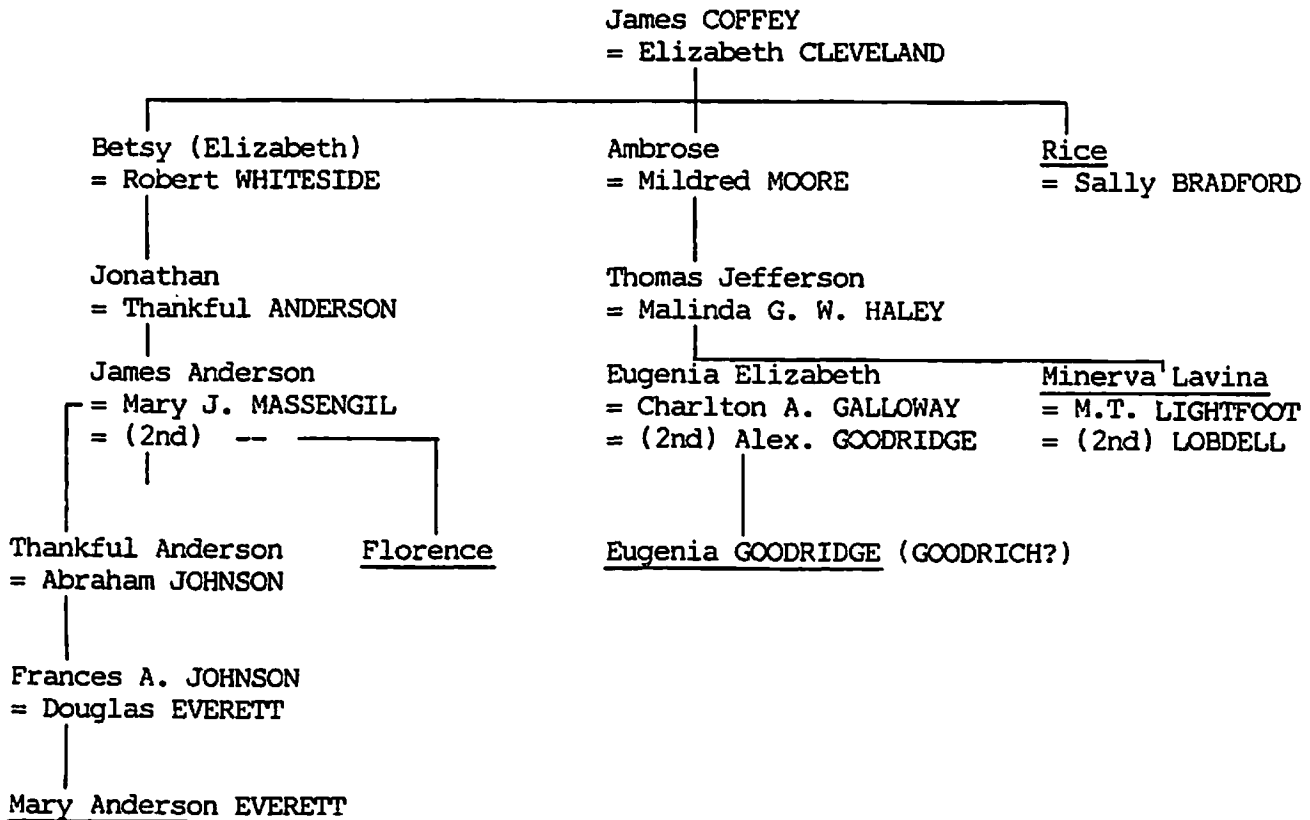 James COFFEY
= Elizabeth CLEVELAND
Betsy (Elizabeth)
= Robert WHITESIDE
Ambrose
= Mildred MOORE
Rice
= Sally BRADFORD
Jonathan
= Thankful ANDERSON
Thomas Jefferson
= Malinda G. W. HALEY
James Anderson
= Mary J. MASSENGIL
= (2nd) --
Eugenia Elizabeth
= Charlton A. GALLOWAY
= (2nd) Alex. GOODRIDGE
Minerva Lavina
= M.T. LIGHTFOOT
= (2nd) LOBDELL
Thankful Anderson
= Abraham JOHNSON
Florence
Eugenia GOODRIDGE (GOODRICH?)
Frances A. JOHNSON
= Douglas EVERETT
Mary Anderson EVERETT